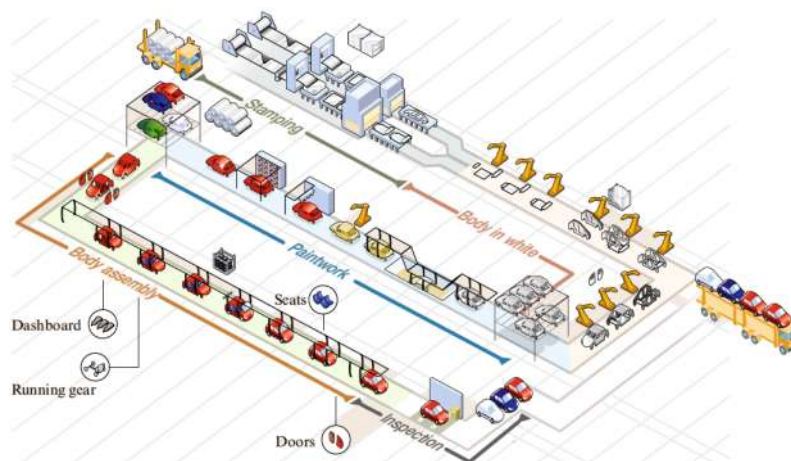 Stamping
Body in white
Paintwork
Body assembly
Seats
Dashboard
Running gear
Doors
Inspection